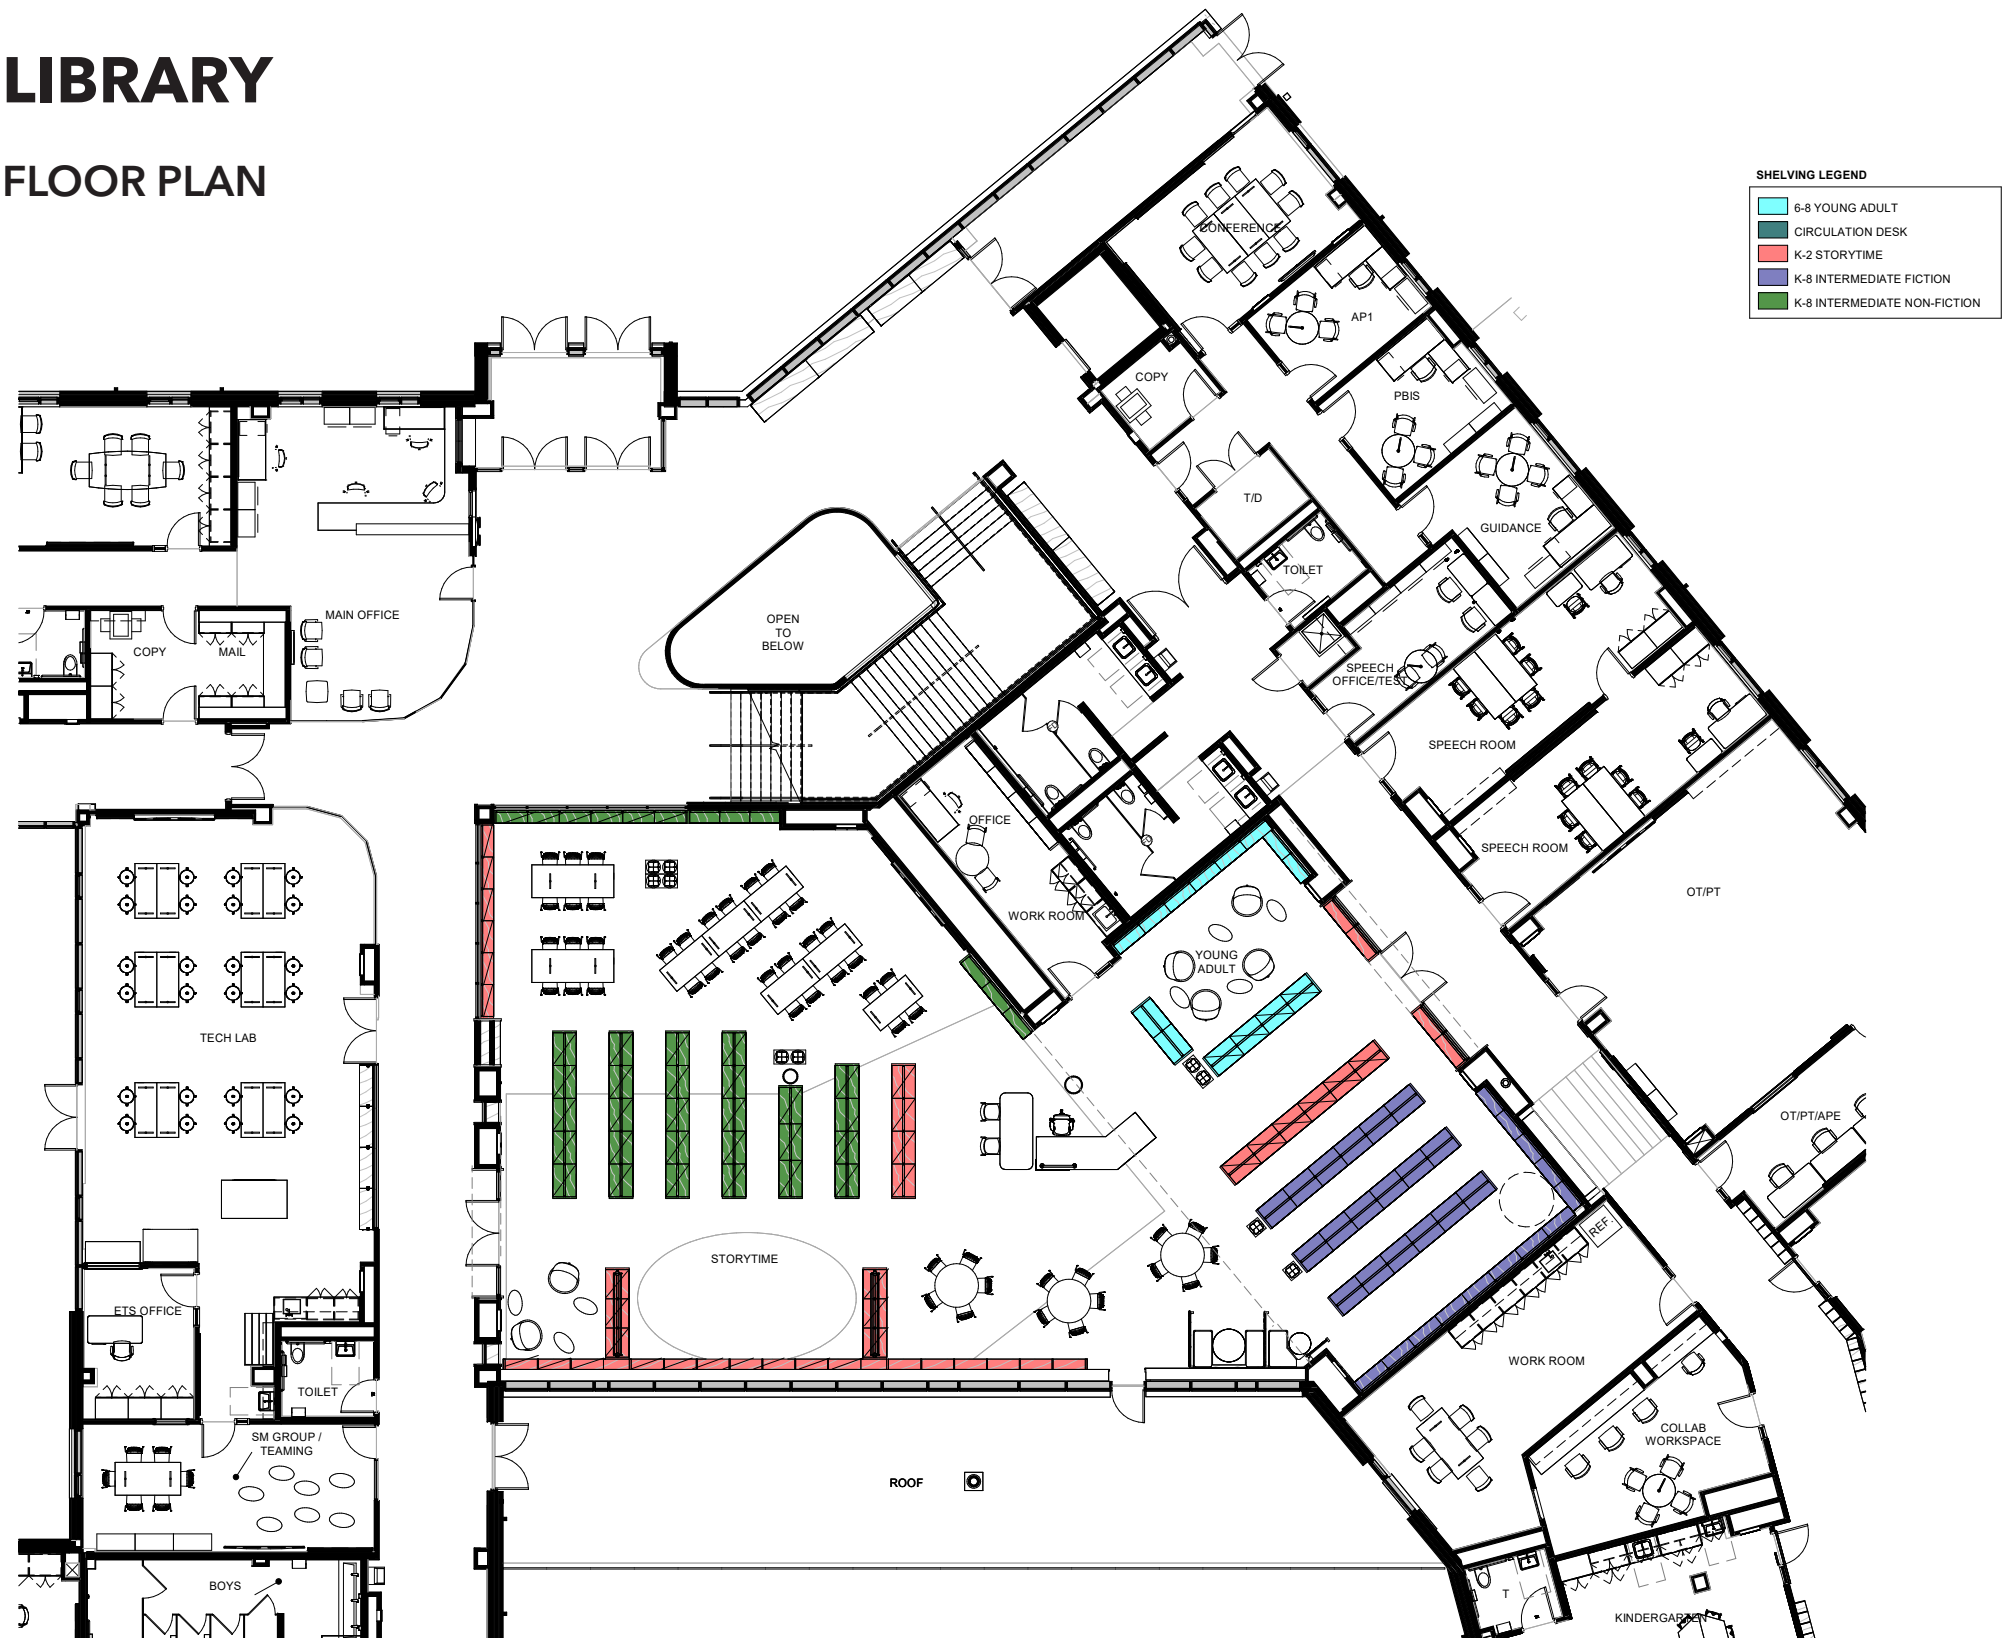 LIBRARY
FLOOR PLAN
SHELVING LEGEND
6-8 YOUNG ADULT
CIRCULATION DESK
K-2 STORYTIME
K-8 INTERMEDIATE FICTION
K-8 INTERMEDIATE NON-FICTION
CONFERENCE
AP1
COPY
PBIS
T/D
GUIDANCE
TOILET
MAIN OFFICE
COPY
MAIL
OPEN
TO
BELOW
SPEECH
OFFICE/TEST
SPEECH ROOM
OFFICE
SPEECH ROOM
OT/PT
WORK ROOM
YOUNG
ADULT
TECH LAB
OT/PT/APE
STORYTIME
REF.
ETS OFFICE
WORK ROOM
TOILET
SM GROUP /
TEAMING
COLLAB
WORKSPACE
ROOF
BOYS
T
KINDERGARTEN